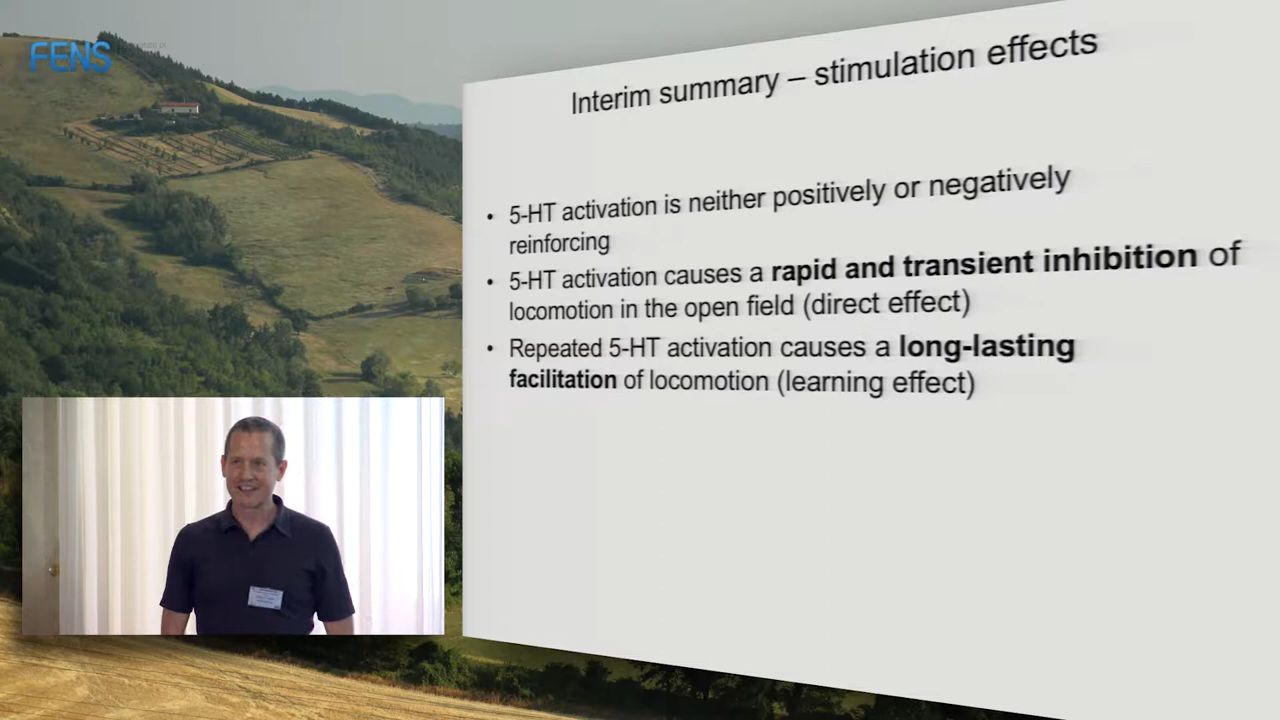 FENS
Interim summary – stimulation effects
• 5-HT activation is neither positively or negatively
reinforcing
• 5-HT activation causes a rapid and transient inhibition of
locomotion in the open field (direct effect)
• Repeated 5-HT activation causes a long-lasting
facilitation of locomotion (learning effect)